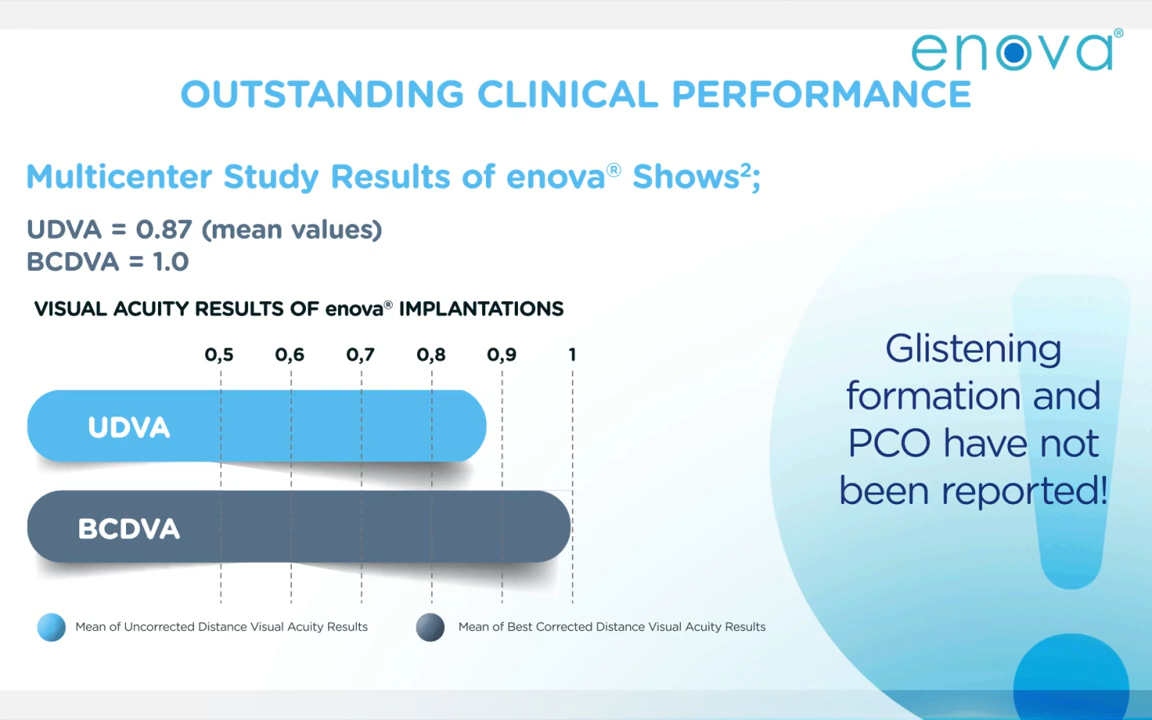 enova®
OUTSTANDING CLINICAL PERFORMANCE
Multicenter Study Results of enova® Shows²;
UDVA = 0.87 (mean values)
BCDVA = 1.0
VISUAL ACUITY RESULTS OF enova® IMPLANTATIONS
0,5 0,6 0,7 0,8 0,9 1
UDVA
BCDVA
Mean of Uncorrected Distance Visual Acuity Results
Mean of Best Corrected Distance Visual Acuity Results
Glistening
formation and
PCO have not
been reported!